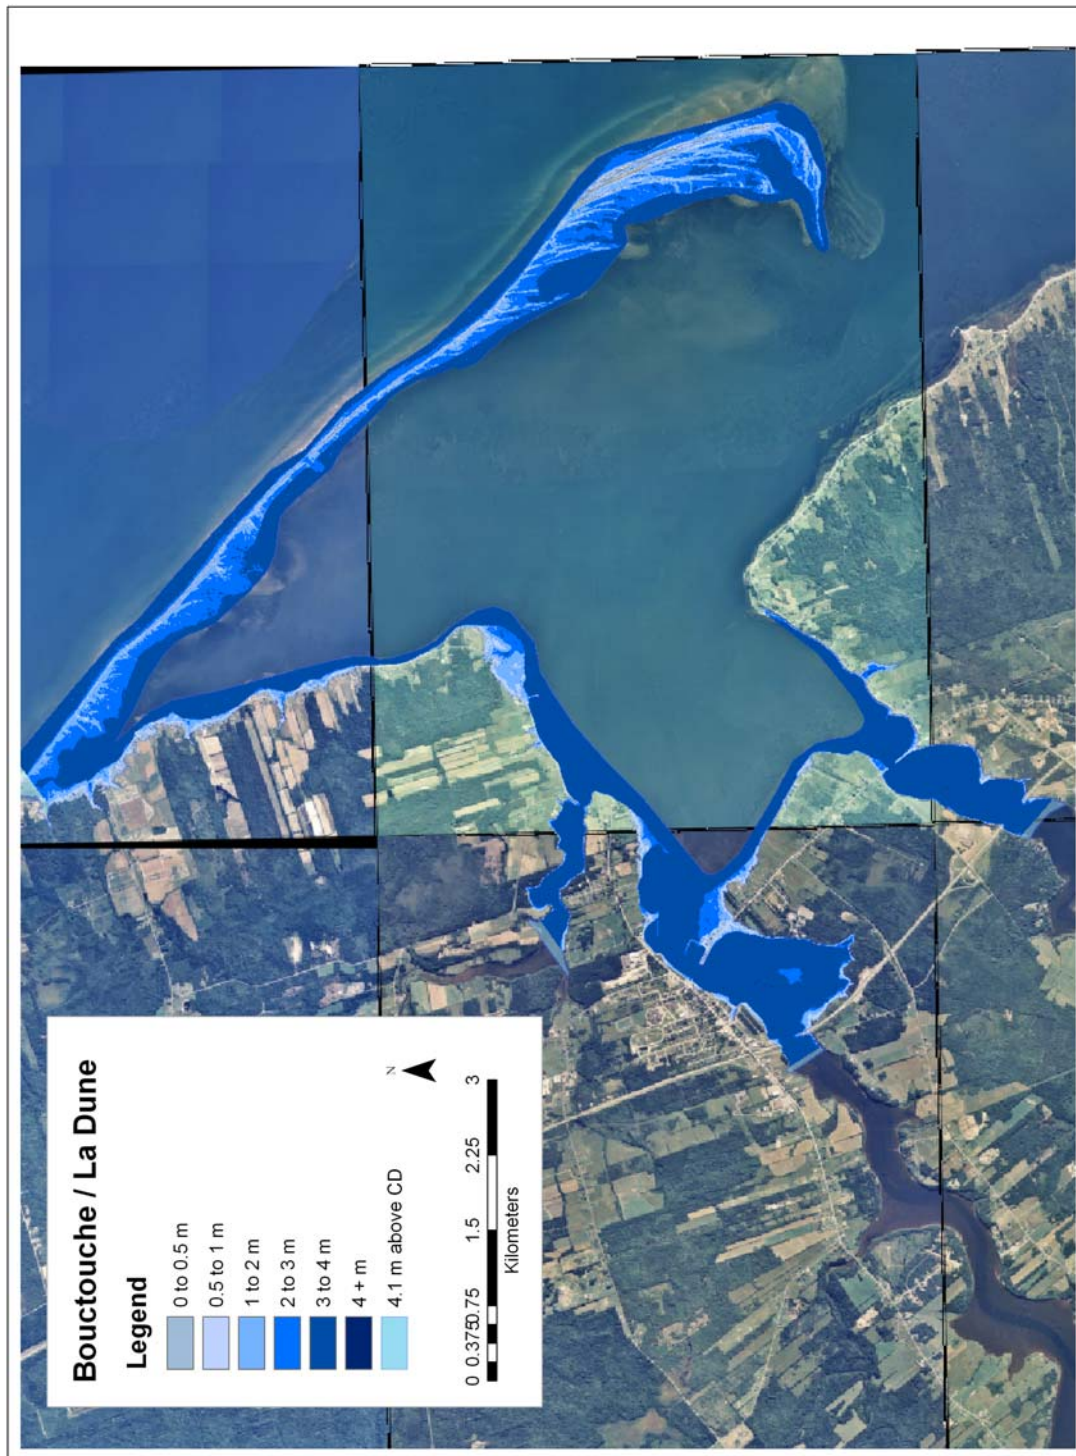 Bouctouche / La Dune
Legend
0 to 0.5 m
0.5 to 1 m
1 to 2 m
2 to 3 m
3 to 4 m
4 + m
4.1 m above CD
N
0 0.375 0.75 1.5 2.25 3
Kilometers